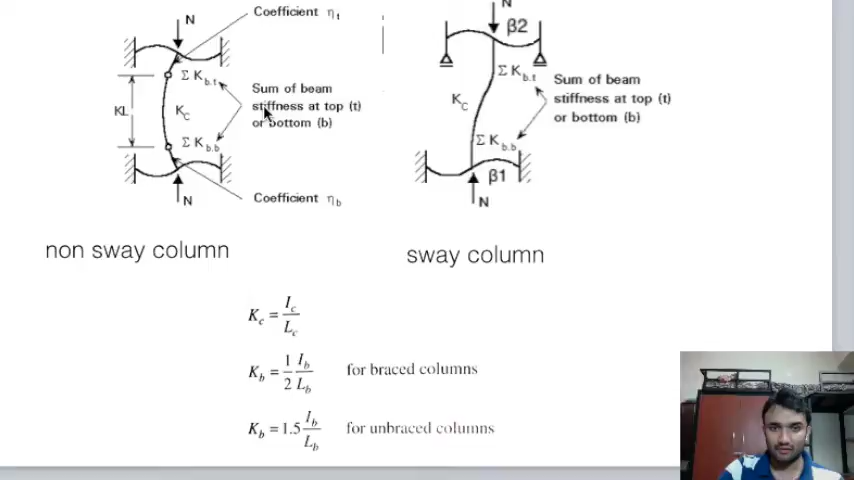 Coefficient η_t
N
Σ K_b.t
Sum of beam
stiffness at top (t)
or bottom (b)
KL
K_C
Σ K_b.b
N
Coefficient η_b
non sway column
N
β2
Σ K_b.t
Sum of beam
stiffness at top (t)
or bottom (b)
K_C
Σ K_b.b
β1
N
sway column
K_c = I_c / L_c
K_b = 1/2 I_b / L_b for braced columns
K_b = 1.5 I_b / L_b for unbraced columns